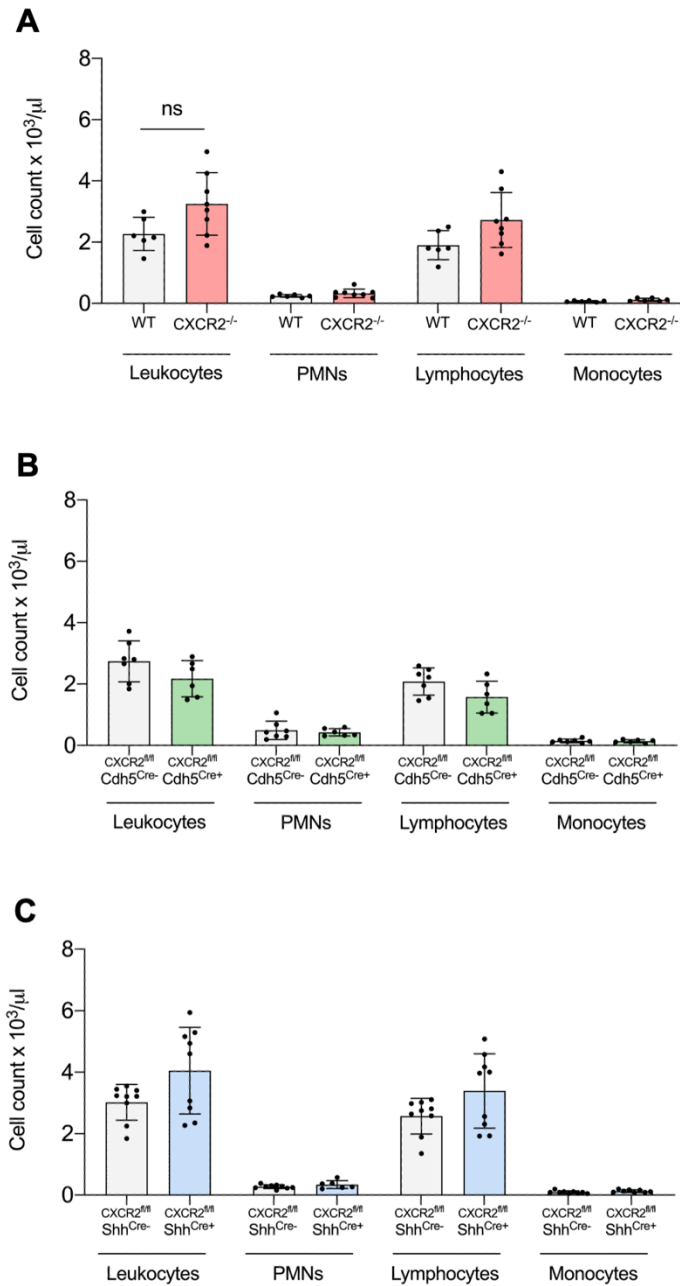 A
Cell count x 10³/μl
8
6
4
2
0
ns
WT CXCR2-/- WT CXCR2-/- WT CXCR2-/- WT CXCR2-/-
Leukocytes PMNs Lymphocytes Monocytes
B
Cell count x 10³/μl
8
6
4
2
0
CXCR2fl/fl CXCR2fl/fl CXCR2fl/fl CXCR2fl/fl CXCR2fl/fl CXCR2fl/fl CXCR2fl/fl CXCR2fl/fl
Cdh5Cre- Cdh5Cre+ Cdh5Cre- Cdh5Cre+ Cdh5Cre- Cdh5Cre+ Cdh5Cre- Cdh5Cre+
Leukocytes PMNs Lymphocytes Monocytes
C
Cell count x 10³/μl
8
6
4
2
0
CXCR2fl/fl CXCR2fl/fl CXCR2fl/fl CXCR2fl/fl CXCR2fl/fl CXCR2fl/fl CXCR2fl/fl CXCR2fl/fl
ShhCre- ShhCre+ ShhCre- ShhCre+ ShhCre- ShhCre+ ShhCre- ShhCre+
Leukocytes PMNs Lymphocytes Monocytes